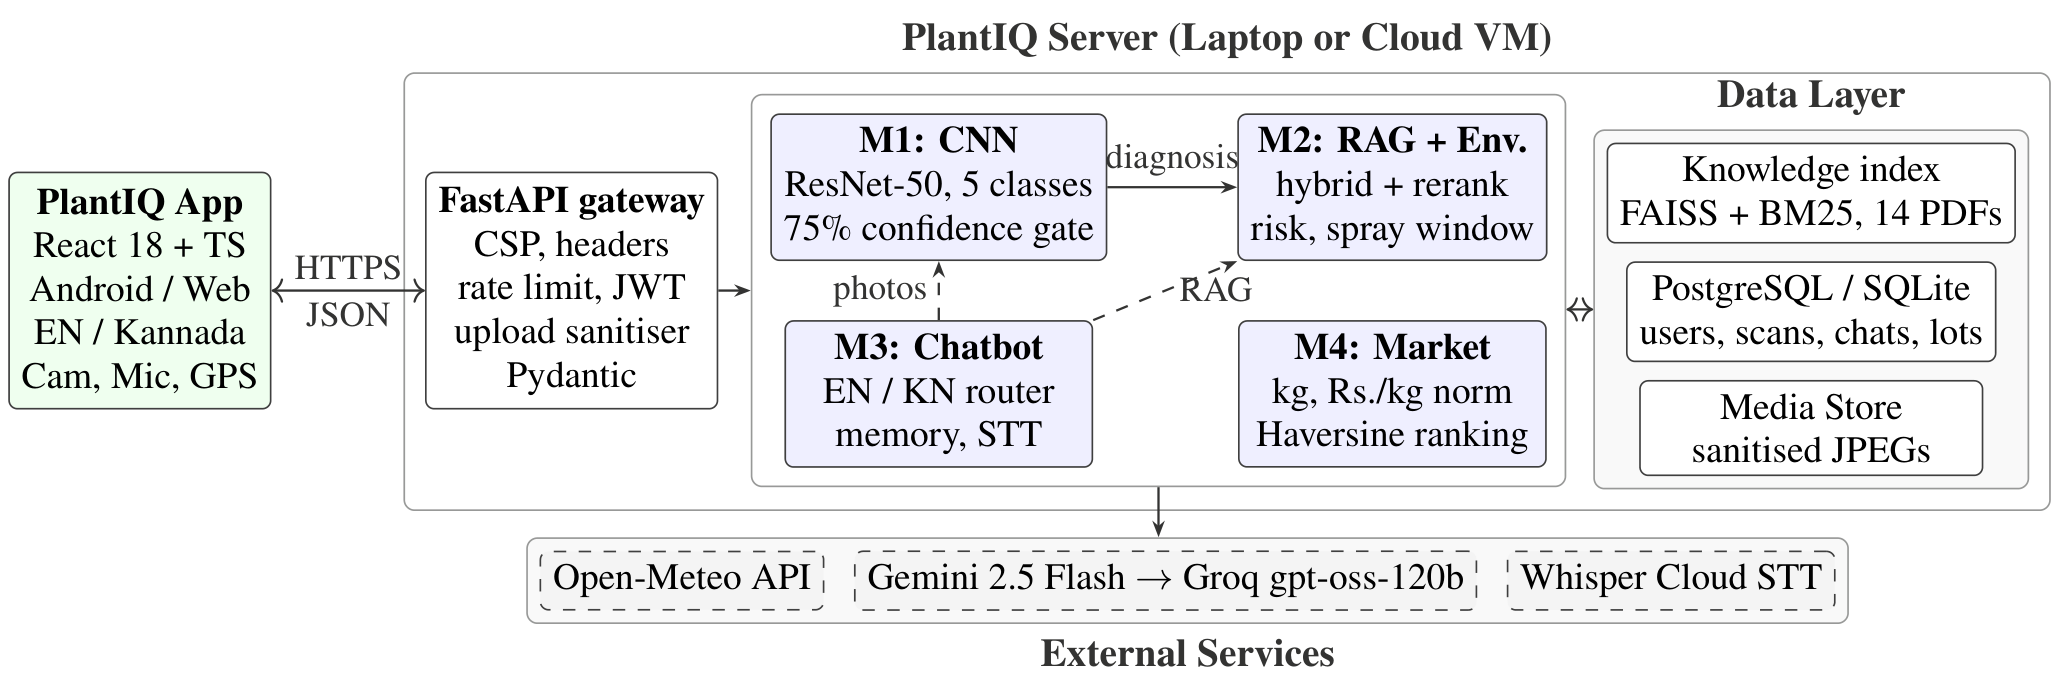 PlantIQ Server (Laptop or Cloud VM)
PlantIQ App
React 18 + TS
Android / Web
EN / Kannada
Cam, Mic, GPS
HTTPS
JSON
FastAPI gateway
CSP, headers
rate limit, JWT
upload sanitiser
Pydantic
M1: CNN
ResNet-50, 5 classes
75% confidence gate
diagnosis
M2: RAG + Env.
hybrid + rerank
risk, spray window
photos
RAG
M3: Chatbot
EN / KN router
memory, STT
M4: Market
kg, Rs./kg norm
Haversine ranking
Data Layer
Knowledge index
FAISS + BM25, 14 PDFs
PostgreSQL / SQLite
users, scans, chats, lots
Media Store
sanitised JPEGs
Open-Meteo API
Gemini 2.5 Flash → Groq gpt-oss-120b
Whisper Cloud STT
External Services